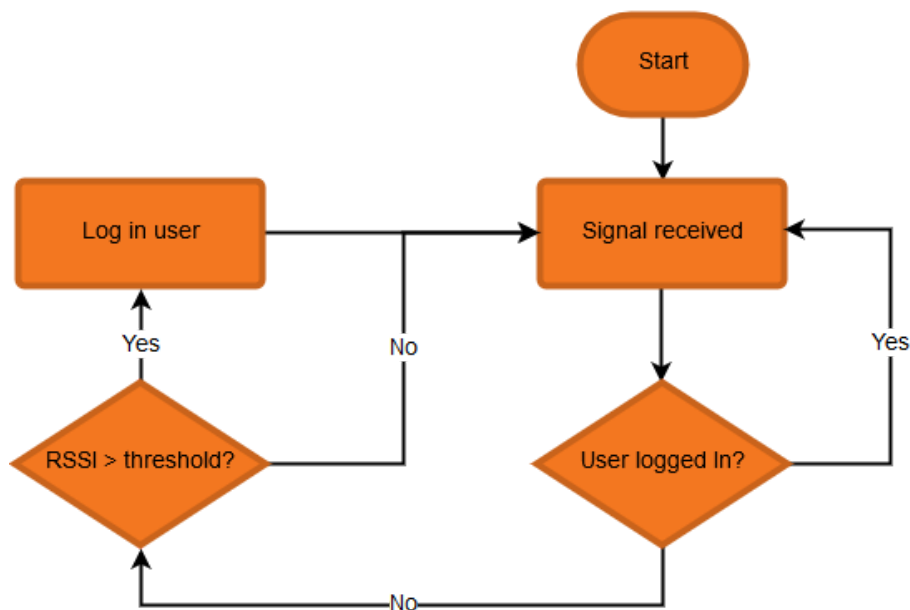 Start
Log in user
Signal received
Yes
No
Yes
RSSI > threshold?
User logged In?
No